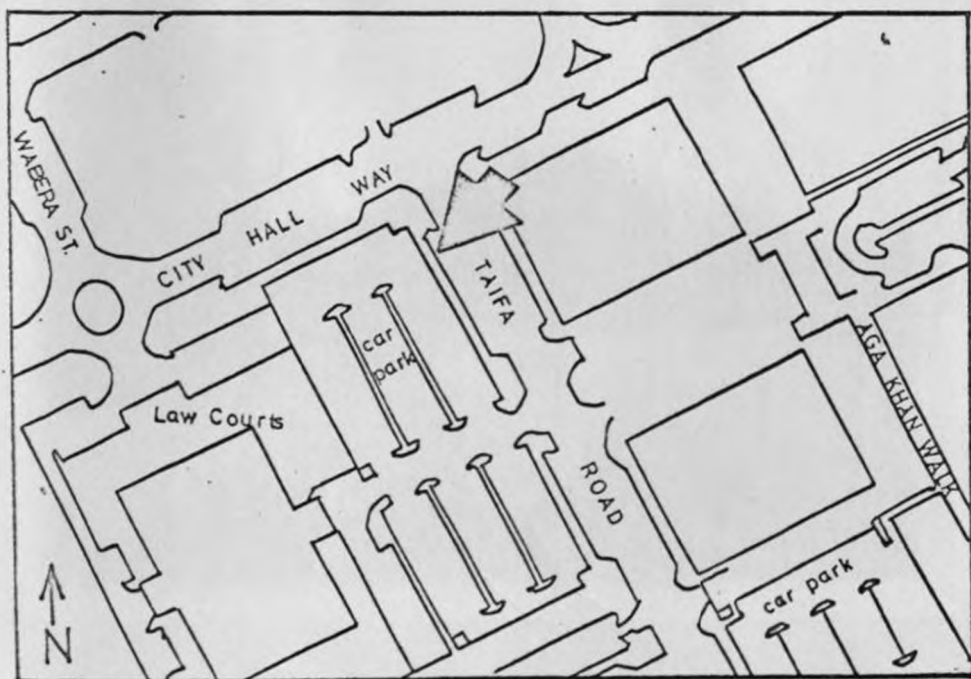 WABERA ST.
CITY HALL WAY
TAIFA ROAD
car
park
Law Courts
AGA KHAN WALK
car park
N